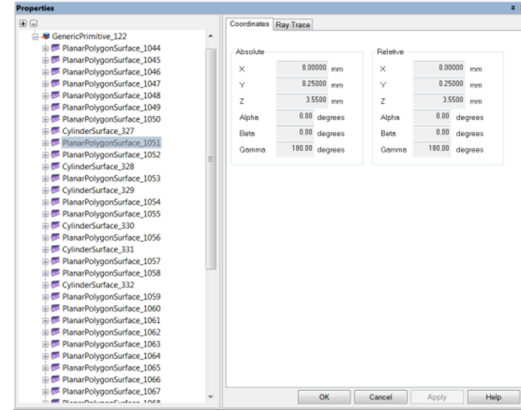 Properties
GenericPrimitive_122
PlanarPolygonSurface_1044
PlanarPolygonSurface_1045
PlanarPolygonSurface_1046
PlanarPolygonSurface_1047
PlanarPolygonSurface_1048
PlanarPolygonSurface_1049
PlanarPolygonSurface_1050
CylinderSurface_327
PlanarPolygonSurface_1051
PlanarPolygonSurface_1052
CylinderSurface_328
PlanarPolygonSurface_1053
CylinderSurface_329
PlanarPolygonSurface_1054
PlanarPolygonSurface_1055
CylinderSurface_330
PlanarPolygonSurface_1056
CylinderSurface_331
PlanarPolygonSurface_1057
PlanarPolygonSurface_1058
CylinderSurface_332
PlanarPolygonSurface_1059
PlanarPolygonSurface_1060
PlanarPolygonSurface_1061
PlanarPolygonSurface_1062
PlanarPolygonSurface_1063
PlanarPolygonSurface_1064
PlanarPolygonSurface_1065
PlanarPolygonSurface_1066
PlanarPolygonSurface_1067
Coordinates Ray Trace
Absolute
X 0.00000 mm
Y 0.25000 mm
Z 3.5500 mm
Alpha 0.00 degrees
Beta 0.00 degrees
Gamma 180.00 degrees
Relative
X 0.00000 mm
Y 0.25000 mm
Z 3.5500 mm
Alpha 0.00 degrees
Beta 0.00 degrees
Gamma 180.00 degrees
OK Cancel Apply Help